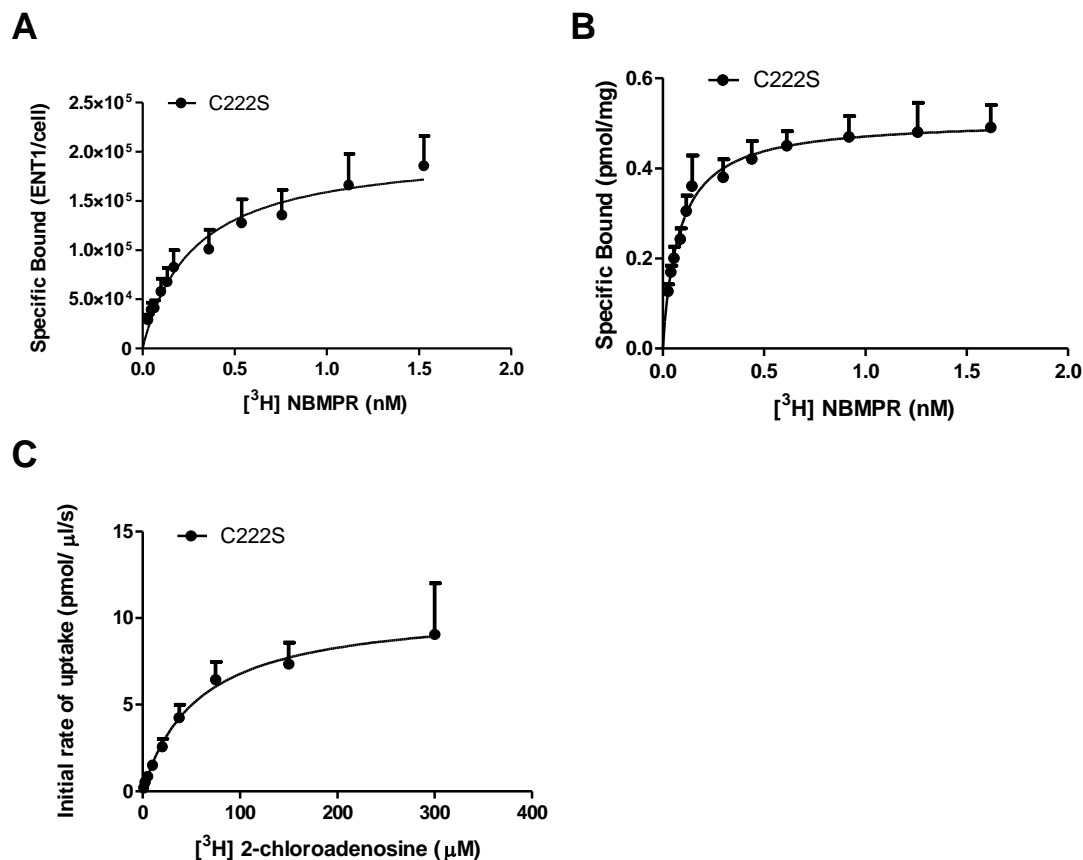 A
C222S
2.5×10⁵
2.0×10⁵
1.5×10⁵
1.0×10⁵
5.0×10⁴
0
0.0 0.5 1.0 1.5 2.0
Specific Bound (ENT1/cell)
[³H] NBMPR (nM)
B
C222S
0.6
0.4
0.2
0.0
0.0 0.5 1.0 1.5 2.0
Specific Bound (pmol/mg)
[³H] NBMPR (nM)
C
C222S
15
10
5
0
0 100 200 300 400
Initial rate of uptake (pmol/ μl/s)
[³H] 2-chloroadenosine (μM)